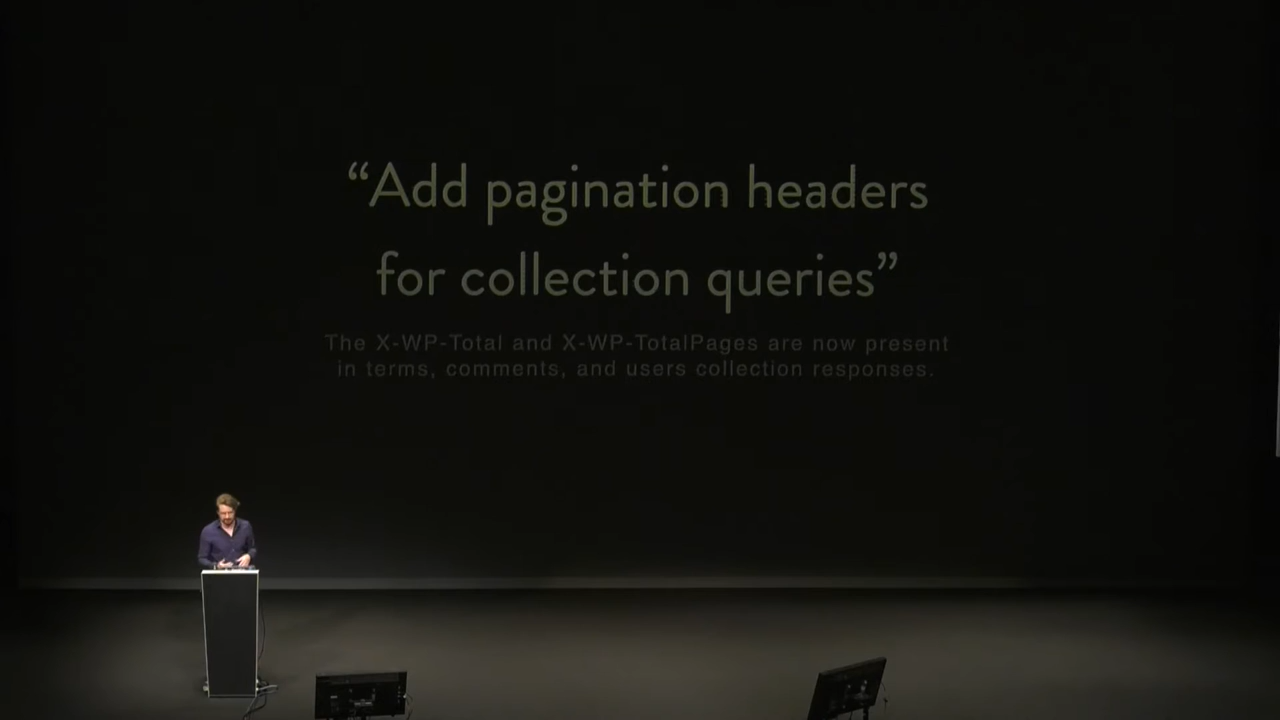 “Add pagination headers
for collection queries”
The X-WP-Total and X-WP-TotalPages are now present
in terms, comments, and users collection responses.